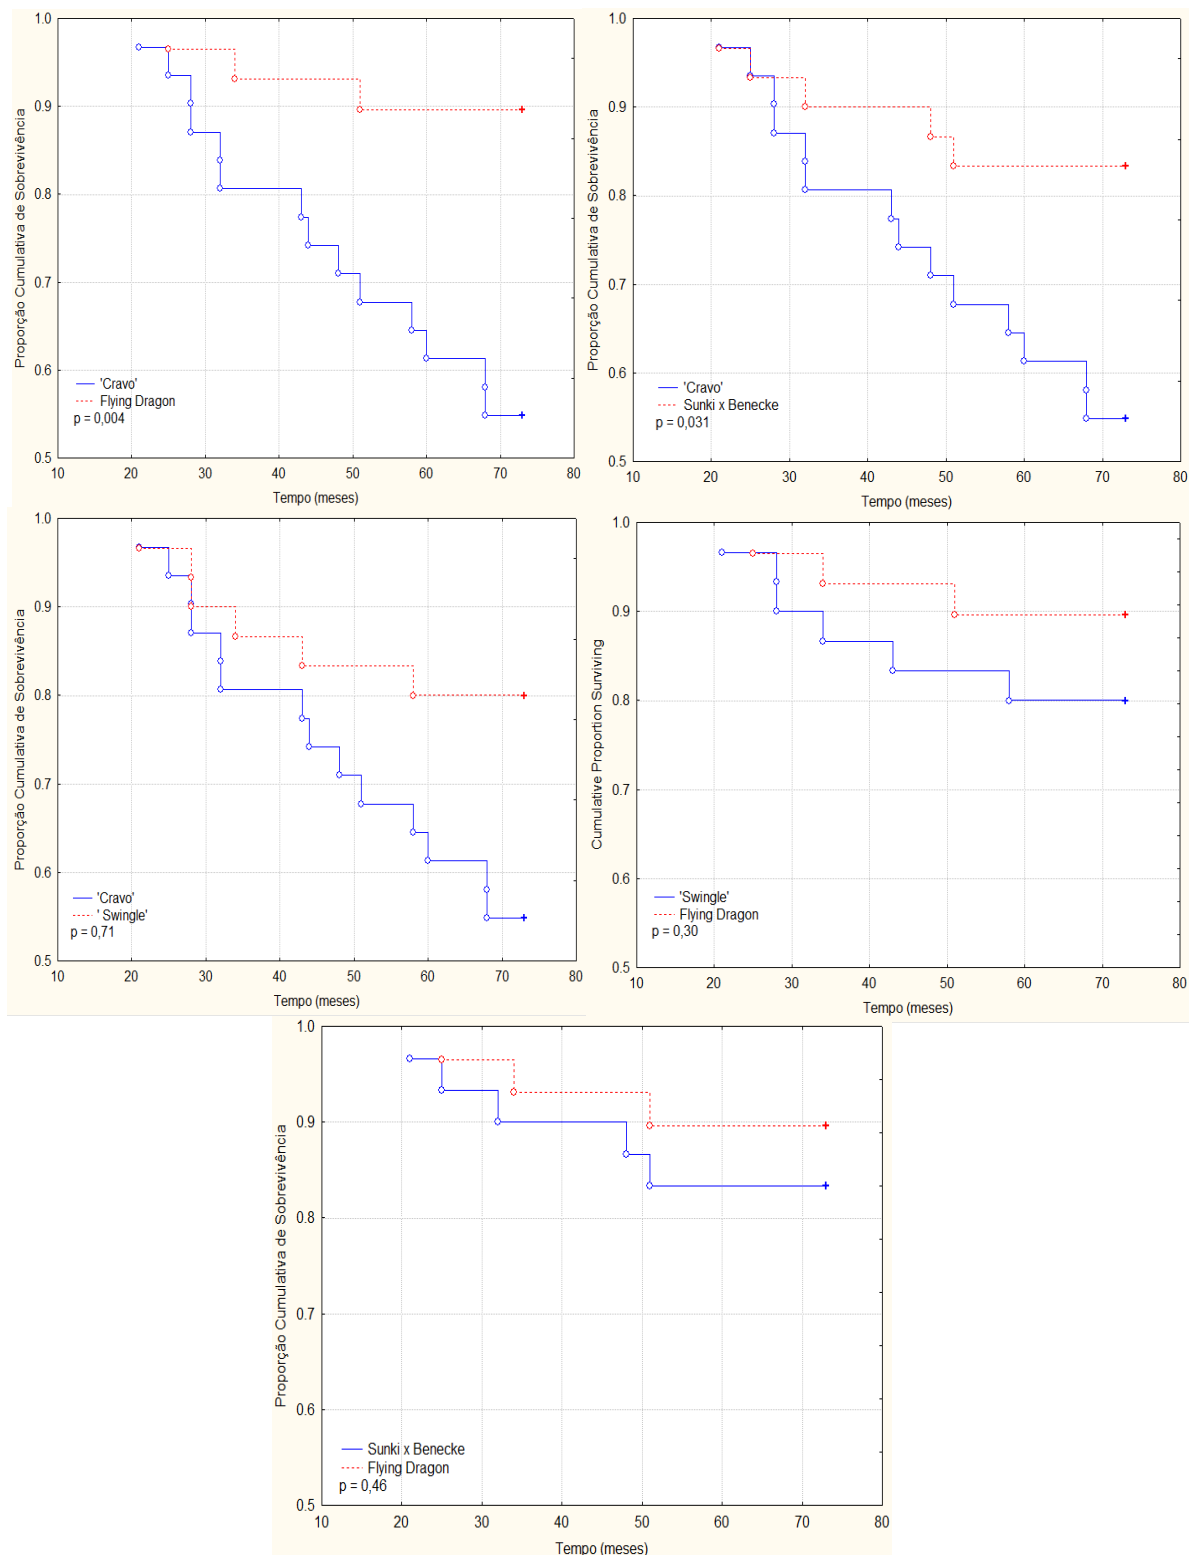 Proporção Cumulativa de Sobrevivência
1.0
0.9
0.8
0.7
0.6
0.5
'Cravo'
Flying Dragon
p = 0,004
10 20 30 40 50 60 70 80
Tempo (meses)
Proporção Cumulativa de Sobrevivência
1.0
0.9
0.8
0.7
0.6
0.5
'Cravo'
Sunki x Benecke
p = 0,031
10 20 30 40 50 60 70 80
Tempo (meses)
Proporção Cumulativa de Sobrevivência
1.0
0.9
0.8
0.7
0.6
0.5
'Cravo'
' Swingle'
p = 0,71
10 20 30 40 50 60 70 80
Tempo (meses)
Cumulative Proportion Surviving
1.0
0.9
0.8
0.7
0.6
0.5
'Swingle'
Flying Dragon
p = 0,30
10 20 30 40 50 60 70 80
Tempo (meses)
Proporção Cumulativa de Sobrevivência
1.0
0.9
0.8
0.7
0.6
0.5
Sunki x Benecke
Flying Dragon
p = 0,46
10 20 30 40 50 60 70 80
Tempo (meses)